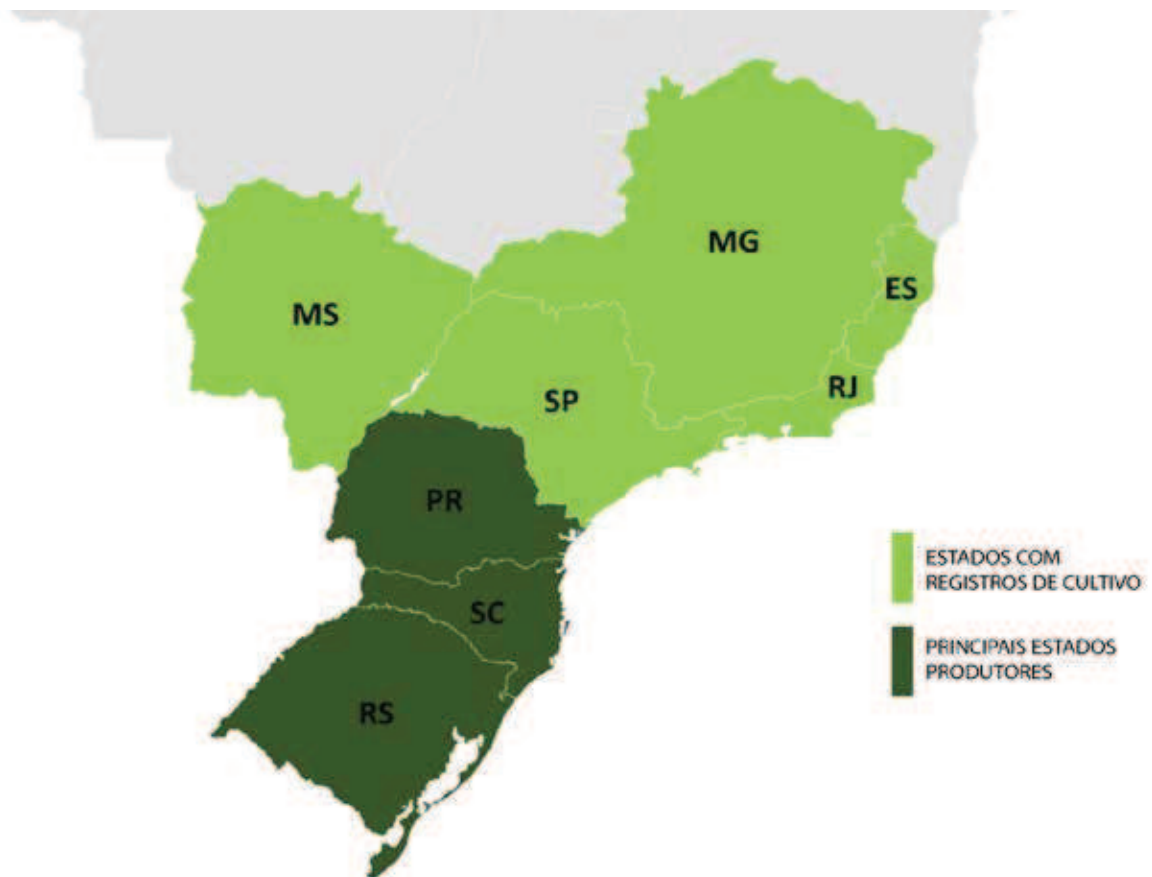 MG
ES
MS
RJ
SP
PR
ESTADOS COM
REGISTROS DE CULTIVO
SC
PRINCIPAIS ESTADOS
PRODUTORES
RS